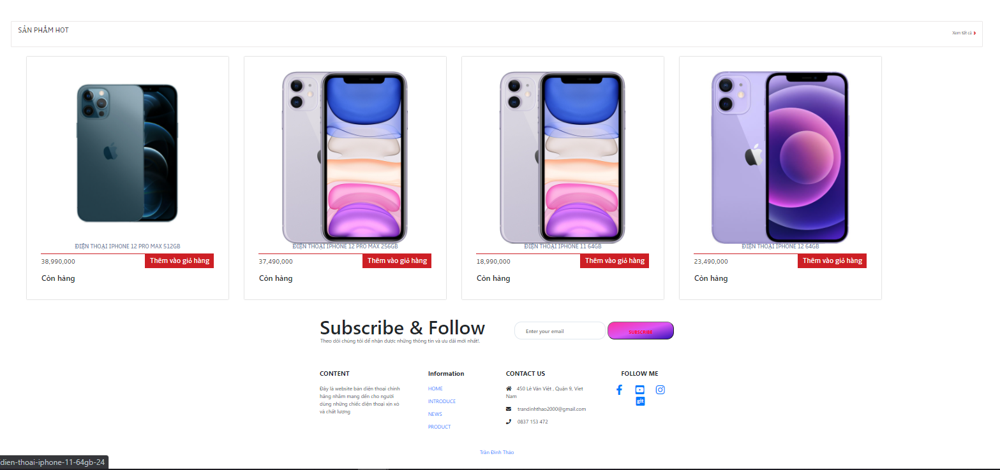 SẢN PHẨM HOT
Xem tất cả
ĐIỆN THOẠI IPHONE 12 PRO MAX 512GB
38,990,000
Thêm vào giỏ hàng
Còn hàng
ĐIỆN THOẠI IPHONE 12 PRO MAX 256GB
37,490,000
Thêm vào giỏ hàng
Còn hàng
ĐIỆN THOẠI IPHONE 11 64GB
18,990,000
Thêm vào giỏ hàng
Còn hàng
ĐIỆN THOẠI IPHONE 12 64GB
23,490,000
Thêm vào giỏ hàng
Còn hàng
Subscribe & Follow
Theo dõi chúng tôi để nhận được những thông tin và ưu đãi mới nhất!.
Enter your email
SUBSCRIBE
CONTENT
Đây là website bán điện thoại chính
hãng nhằm mang đến cho người
dùng những chiếc điện thoại xin xò
và chất lượng
Information
HOME
INTRODUCE
NEWS
PRODUCT
CONTACT US
450 Lê Văn Việt , Quận 9, Viet
Nam
trandinhthao2000@gmail.com
0837 153 472
FOLLOW ME
git
Trần Đình Thảo
dien-thoai-iphone-11-64gb-24